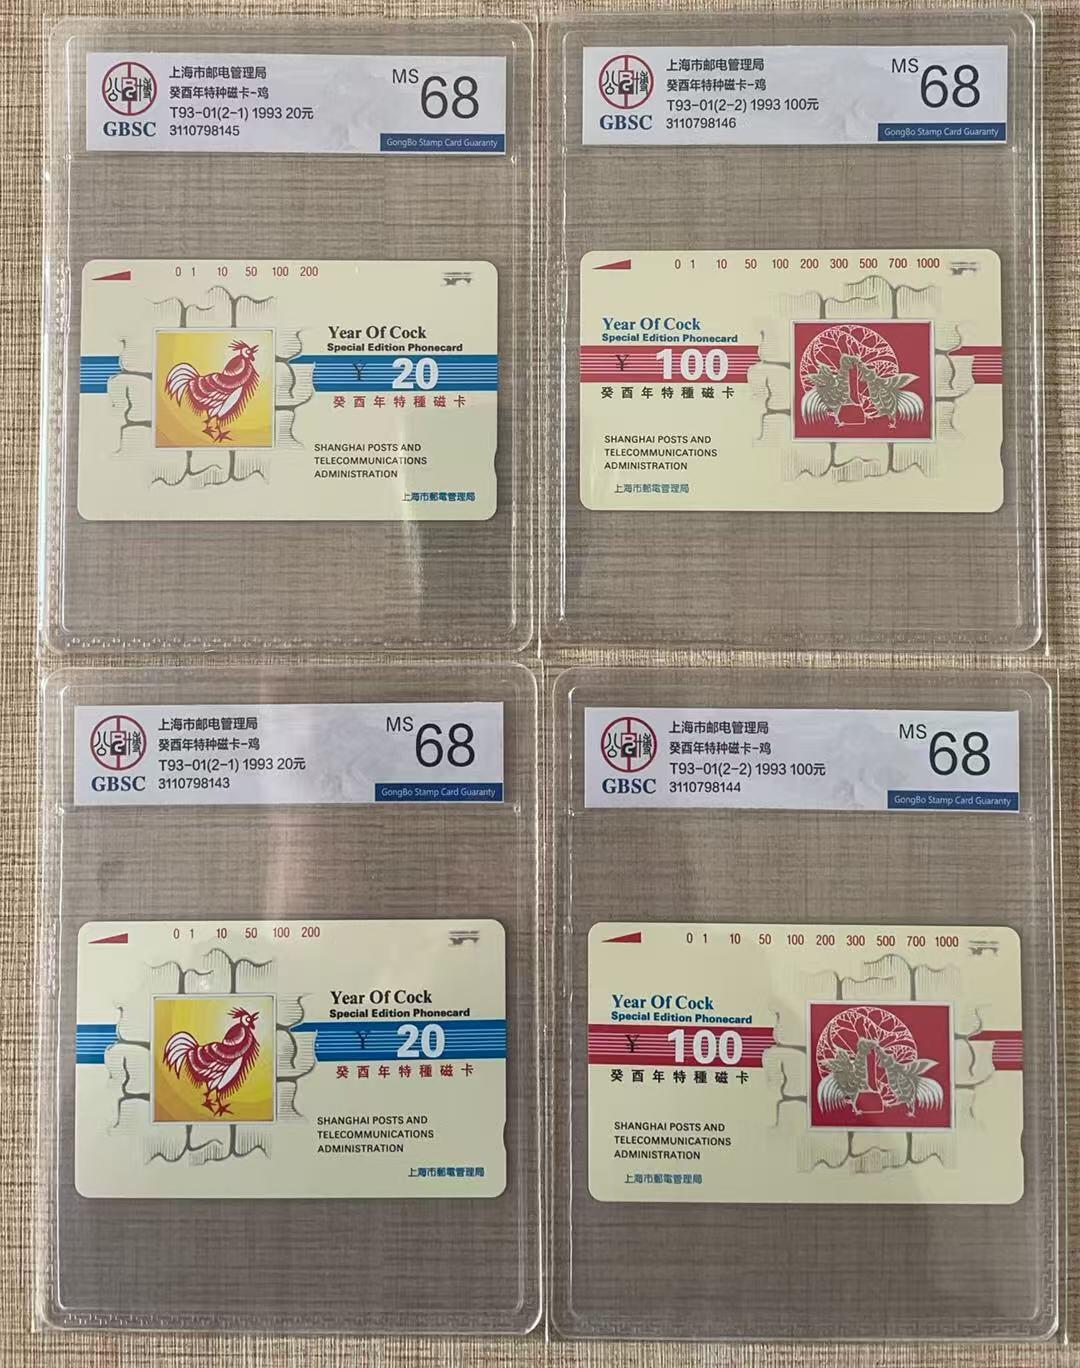 上海市邮电管理局
癸酉年特种磁卡-鸡
T93-01(2-1) 1993 20元
3110798145
GBSC
MS 68
GongBo Stamp Card Guaranty
0 1 10 50 100 200
Year Of Cock
Special Edition Phonecard
¥ 20
癸酉年特種磁卡
SHANGHAI POSTS AND
TELECOMMUNICATIONS
ADMINISTRATION
上海市郵電管理局
上海市邮电管理局
癸酉年特种磁卡-鸡
T93-01(2-2) 1993 100元
3110798146
GBSC
MS 68
GongBo Stamp Card Guaranty
0 1 10 50 100 200 300 500 700 1000
Year Of Cock
Special Edition Phonecard
¥ 100
癸酉年特種磁卡
SHANGHAI POSTS AND
TELECOMMUNICATIONS
ADMINISTRATION
上海市郵電管理局
上海市邮电管理局
癸酉年特种磁卡-鸡
T93-01(2-1) 1993 20元
3110798143
GBSC
MS 68
GongBo Stamp Card Guaranty
0 1 10 50 100 200
Year Of Cock
Special Edition Phonecard
¥ 20
癸酉年特種磁卡
SHANGHAI POSTS AND
TELECOMMUNICATIONS
ADMINISTRATION
上海市郵電管理局
上海市邮电管理局
癸酉年特种磁卡-鸡
T93-01(2-2) 1993 100元
3110798144
GBSC
MS 68
GongBo Stamp Card Guaranty
0 1 10 50 100 200 300 500 700 1000
Year Of Cock
Special Edition Phonecard
¥ 100
癸酉年特種磁卡
SHANGHAI POSTS AND
TELECOMMUNICATIONS
ADMINISTRATION
上海市郵電管理局